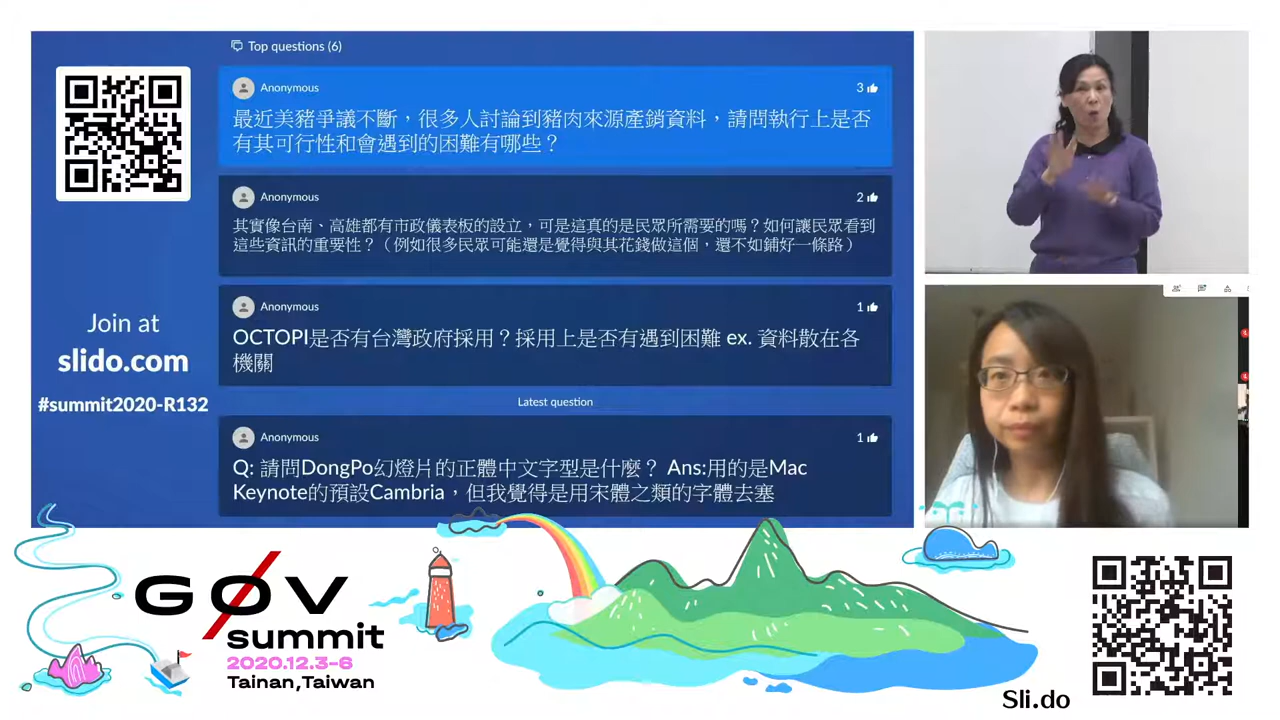 Top questions (6)
Anonymous
3
最近美豬爭議不斷，很多人討論到豬肉來源產銷資料，請問執行上是否
有其可行性和會遇到的困難有哪些？
Anonymous
2
其實像台南、高雄都有市政儀表板的設立，可是這真的是民眾所需要的嗎？如何讓民眾看到
這些資訊的重要性？（例如很多民眾可能還是覺得與其花錢做這個，還不如鋪好一條路）
Join at
slido.com
#summit2020-R132
Anonymous
1
OCTOPI是否有台灣政府採用？採用上是否有遇到困難 ex. 資料散在各
機關
Latest question
Anonymous
1
Q: 請問DongPo幻燈片的正體中文字型是什麼？ Ans:用的是Mac
Keynote的預設Cambria，但我覺得是用宋體之類的字體去塞
G0V
summit
2020.12.3-6
Tainan,Taiwan
Sli.do